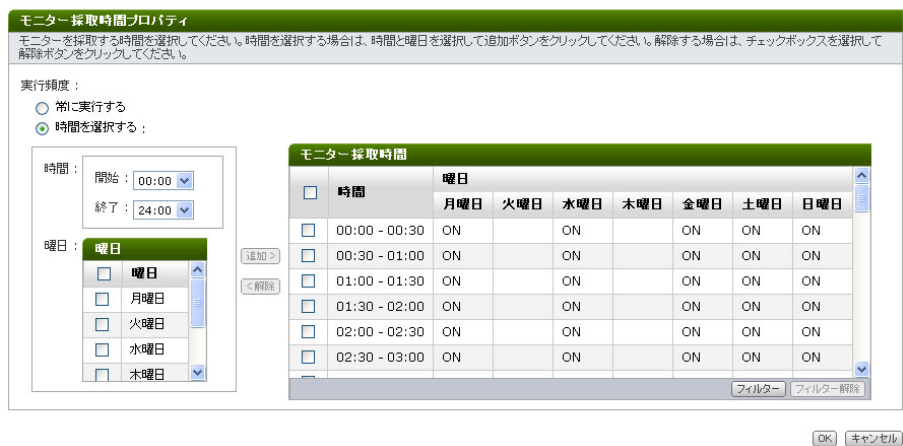 モニター採取時間プロパティ
モニターを採取する時間を選択してください。時間を選択する場合は、時間と曜日を選択して追加ボタンをクリックしてください。解除する場合は、チェックボックスを選択して
解除ボタンをクリックしてください。
実行頻度：
常に実行する
時間を選択する：
時間：
開始： 00:00
終了： 24:00
曜日：
曜日
曜日
月曜日
火曜日
水曜日
木曜日
追加 >
< 解除
モニター採取時間
時間 曜日
月曜日 火曜日 水曜日 木曜日 金曜日 土曜日 日曜日
00:00 - 00:30 ON ON ON ON ON
00:30 - 01:00 ON ON ON ON ON
01:00 - 01:30 ON ON ON ON ON
01:30 - 02:00 ON ON ON ON ON
02:00 - 02:30 ON ON ON ON ON
02:30 - 03:00 ON ON ON ON ON
フィルター フィルター解除
OK キャンセル